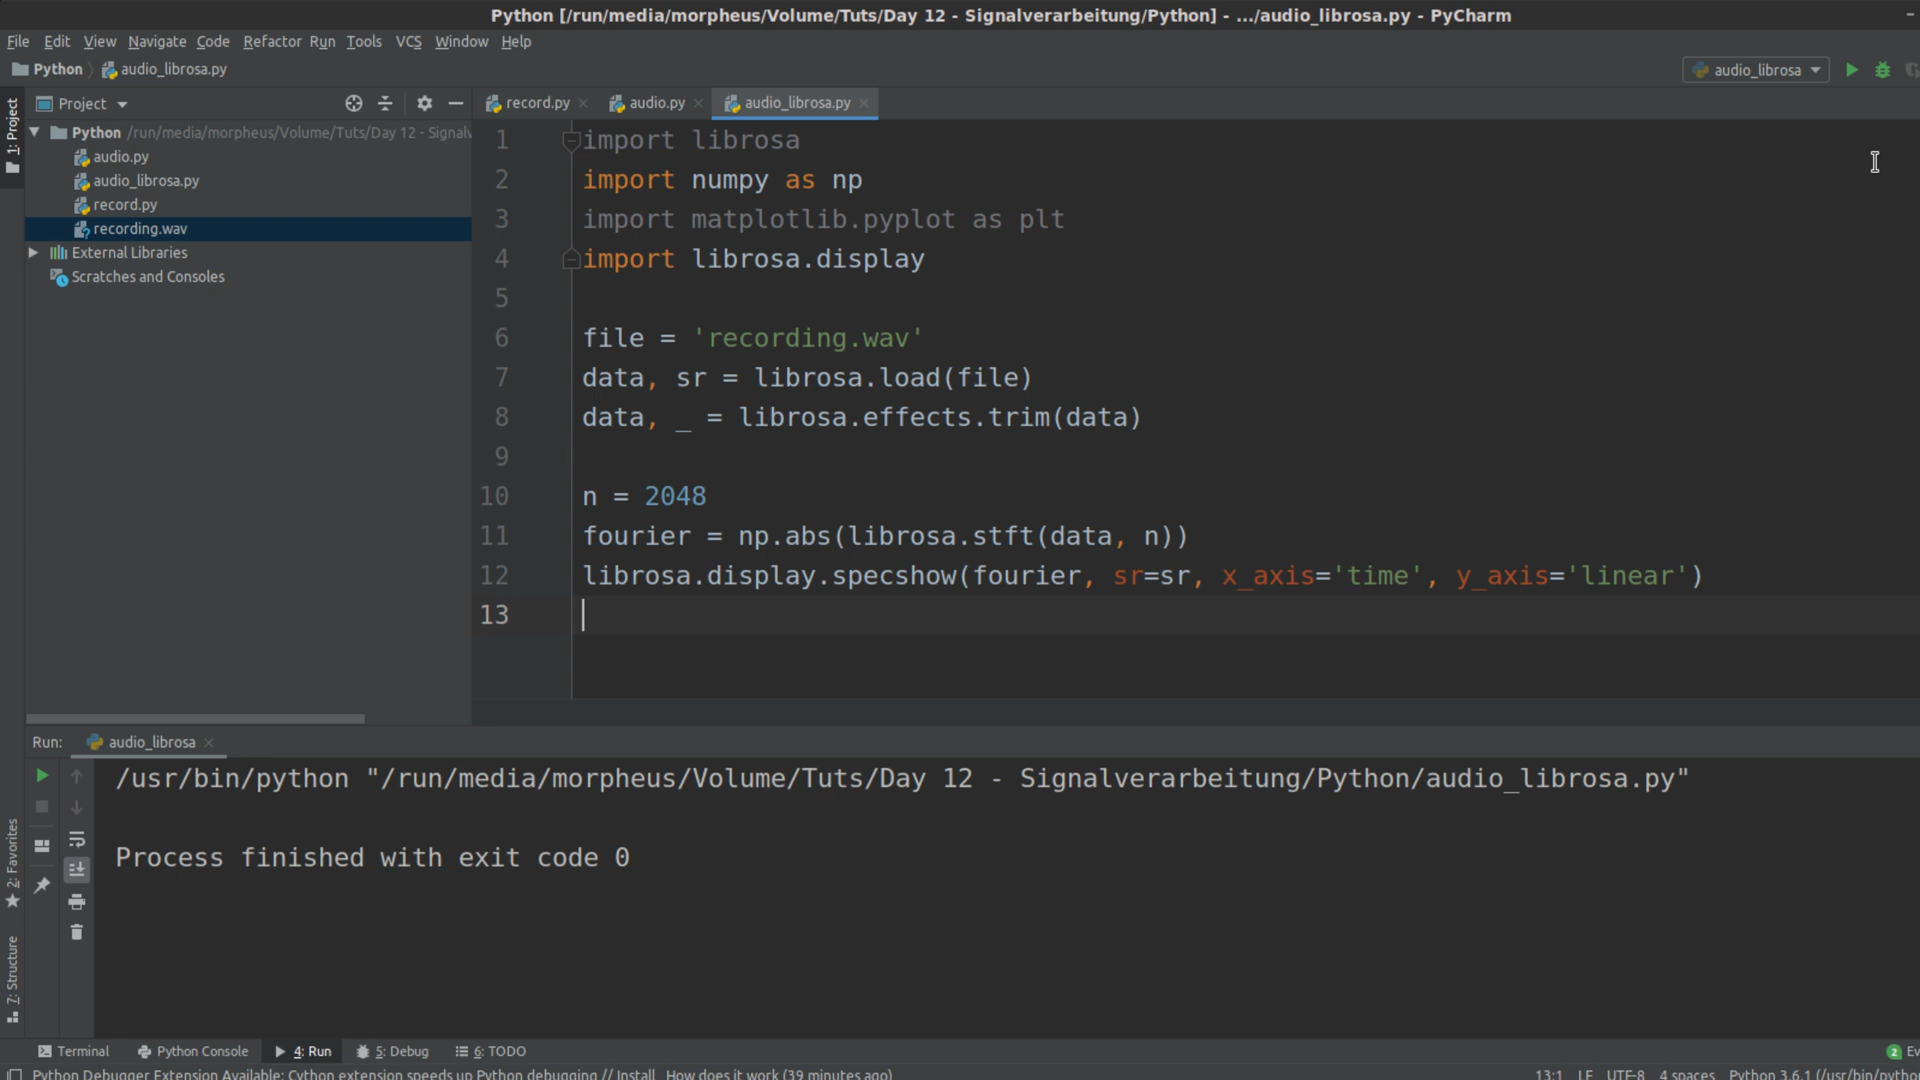 Python [/run/media/morpheus/Volume/Tuts/Day 12 - Signalverarbeitung/Python] - .../audio_librosa.py - PyCharm
File Edit View Navigate Code Refactor Run Tools VCS Window Help
Python audio_librosa.py
audio_librosa
1: Project
Project
record.py audio.py audio_librosa.py
Python /run/media/morpheus/Volume/Tuts/Day 12 - Signalv
audio.py
audio_librosa.py
record.py
recording.wav
External Libraries
Scratches and Consoles
1 import librosa
2 import numpy as np
3 import matplotlib.pyplot as plt
4 import librosa.display
5
6 file = 'recording.wav'
7 data, sr = librosa.load(file)
8 data, _ = librosa.effects.trim(data)
9
10 n = 2048
11 fourier = np.abs(librosa.stft(data, n))
12 librosa.display.specshow(fourier, sr=sr, x_axis='time', y_axis='linear')
13
Run: audio_librosa
/usr/bin/python "/run/media/morpheus/Volume/Tuts/Day 12 - Signalverarbeitung/Python/audio_librosa.py"
Process finished with exit code 0
2: Favorites
7: Structure
Terminal Python Console 4: Run 5: Debug 6: TODO
2 Ev
Python Debugger Extension Available: Cython extension speeds up Python debugging // Install How does it work (39 minutes ago)
13:1 LF UTF-8 4 spaces Python 3.6.1 (/usr/bin/python